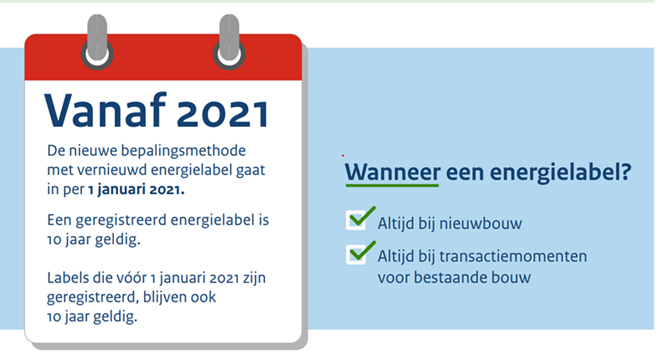 Vanaf 2021
De nieuwe bepalingsmethode
met vernieuwd energielabel gaat
in per 1 januari 2021.
Een geregistreerd energielabel is
10 jaar geldig.
Labels die vóór 1 januari 2021 zijn
geregistreerd, blijven ook
10 jaar geldig.
Wanneer een energielabel?
Altijd bij nieuwbouw
Altijd bij transactiemomenten
voor bestaande bouw